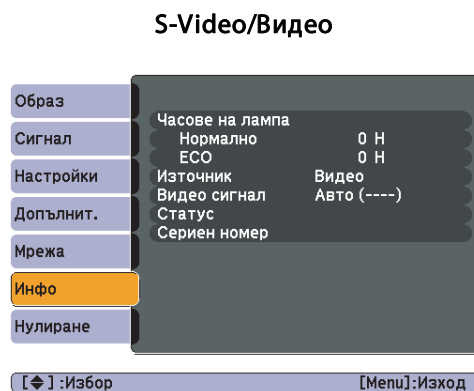 S-Video/Видео
Образ
Сигнал
Настройки
Допълнит.
Мрежа
Инфо
Нулиране
Часове на лампа
Нормално 0 H
ECO 0 H
Източник Видео
Видео сигнал Авто (----)
Статус
Сериен номер
[◆] :Избор [Menu]:Изход